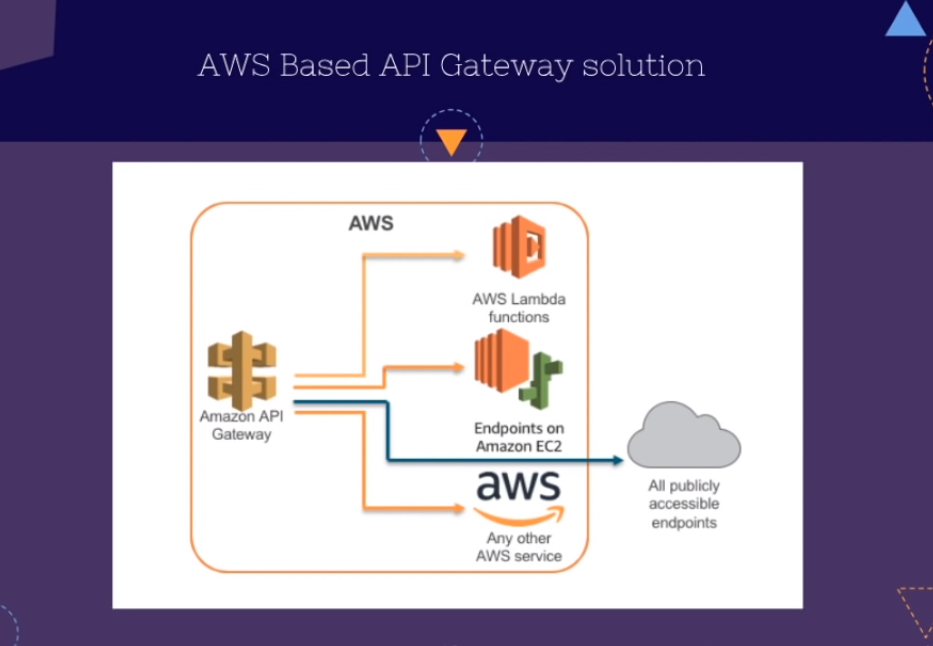 AWS Based API Gateway solution
AWS
AWS Lambda
functions
Amazon API
Gateway
Endpoints on
Amazon EC2
aws
Any other
AWS service
All publicly
accessible
endpoints